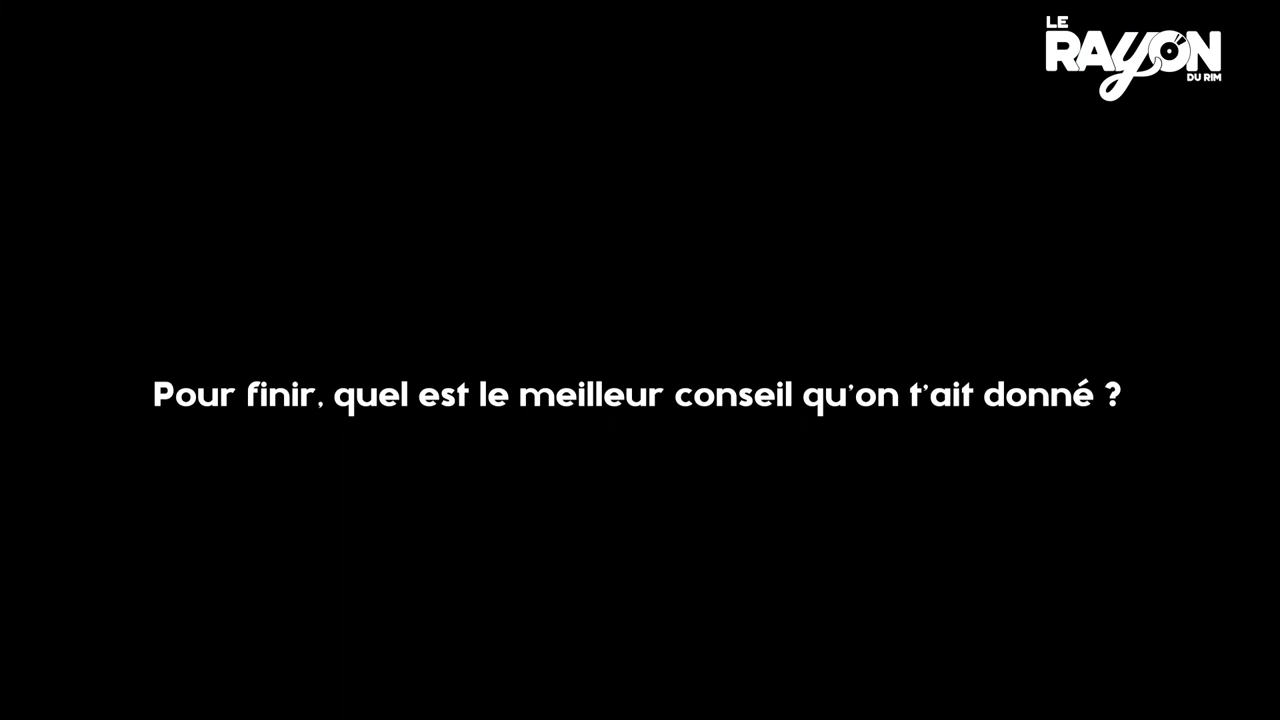 LE
RAYON
DU RIM
Pour finir, quel est le meilleur conseil qu'on t'ait donné ?